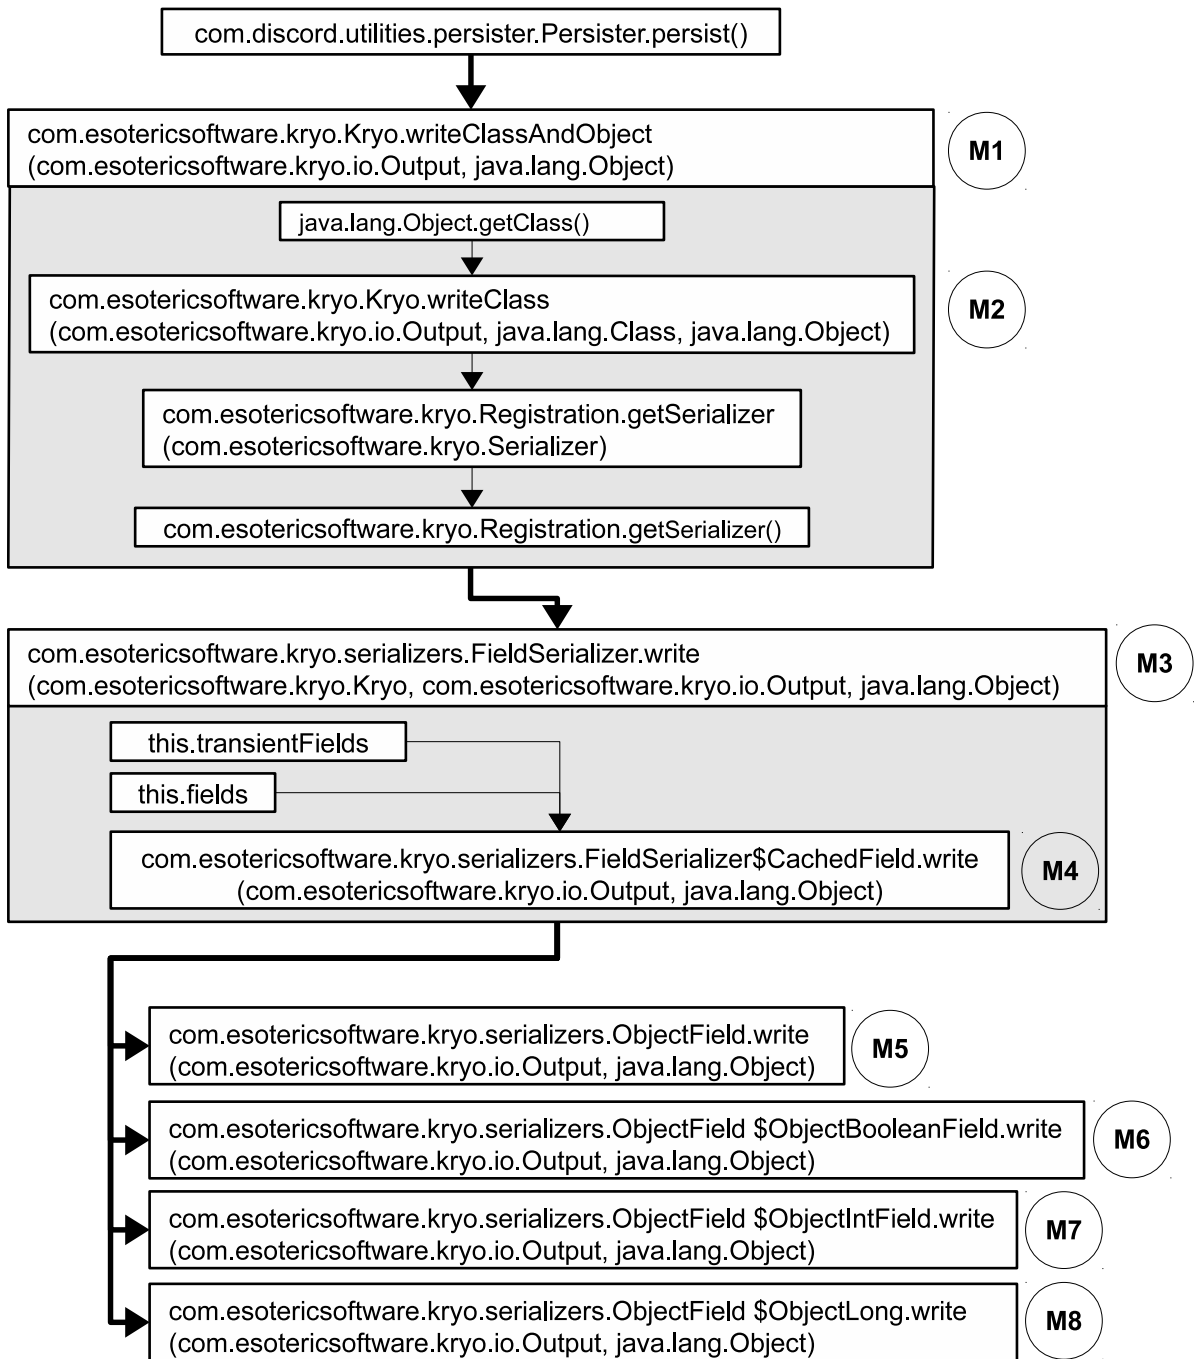 com.discord.utilities.persister.Persister.persist()
com.esotericsoftware.kryo.Kryo.writeClassAndObject
(com.esotericsoftware.kryo.io.Output, java.lang.Object)
M1
java.lang.Object.getClass()
com.esotericsoftware.kryo.Kryo.writeClass
(com.esotericsoftware.kryo.io.Output, java.lang.Class, java.lang.Object)
M2
com.esotericsoftware.kryo.Registration.getSerializer
(com.esotericsoftware.kryo.Serializer)
com.esotericsoftware.kryo.Registration.getSerializer()
com.esotericsoftware.kryo.serializers.FieldSerializer.write
(com.esotericsoftware.kryo.Kryo, com.esotericsoftware.kryo.io.Output, java.lang.Object)
M3
this.transientFields
this.fields
com.esotericsoftware.kryo.serializers.FieldSerializer$CachedField.write
(com.esotericsoftware.kryo.io.Output, java.lang.Object)
M4
com.esotericsoftware.kryo.serializers.ObjectField.write
(com.esotericsoftware.kryo.io.Output, java.lang.Object)
M5
com.esotericsoftware.kryo.serializers.ObjectField $ObjectBooleanField.write
(com.esotericsoftware.kryo.io.Output, java.lang.Object)
M6
com.esotericsoftware.kryo.serializers.ObjectField $ObjectIntField.write
(com.esotericsoftware.kryo.io.Output, java.lang.Object)
M7
com.esotericsoftware.kryo.serializers.ObjectField $ObjectLong.write
(com.esotericsoftware.kryo.io.Output, java.lang.Object)
M8